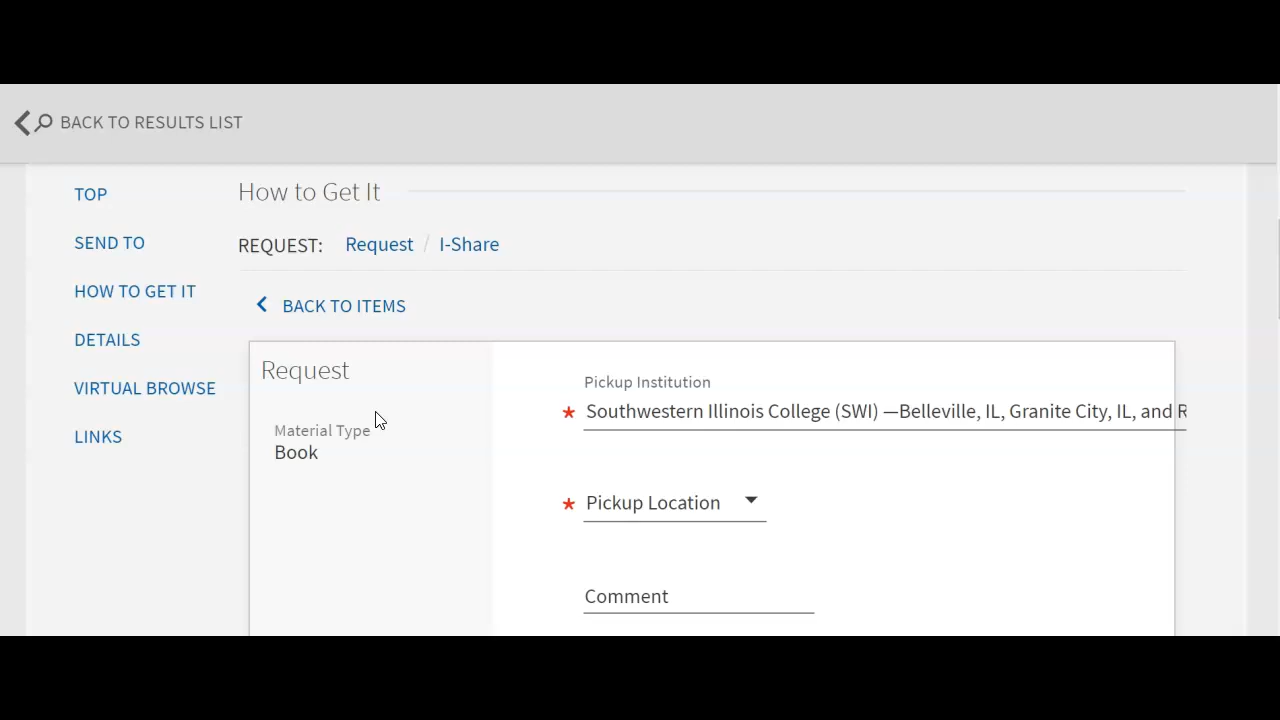 BACK TO RESULTS LIST
TOP
SEND TO
HOW TO GET IT
DETAILS
VIRTUAL BROWSE
LINKS
How to Get It
REQUEST: Request / I-Share
BACK TO ITEMS
Request
Material Type
Book
Pickup Institution
* Southwestern Illinois College (SWI) —Belleville, IL, Granite City, IL, and R
* Pickup Location
Comment